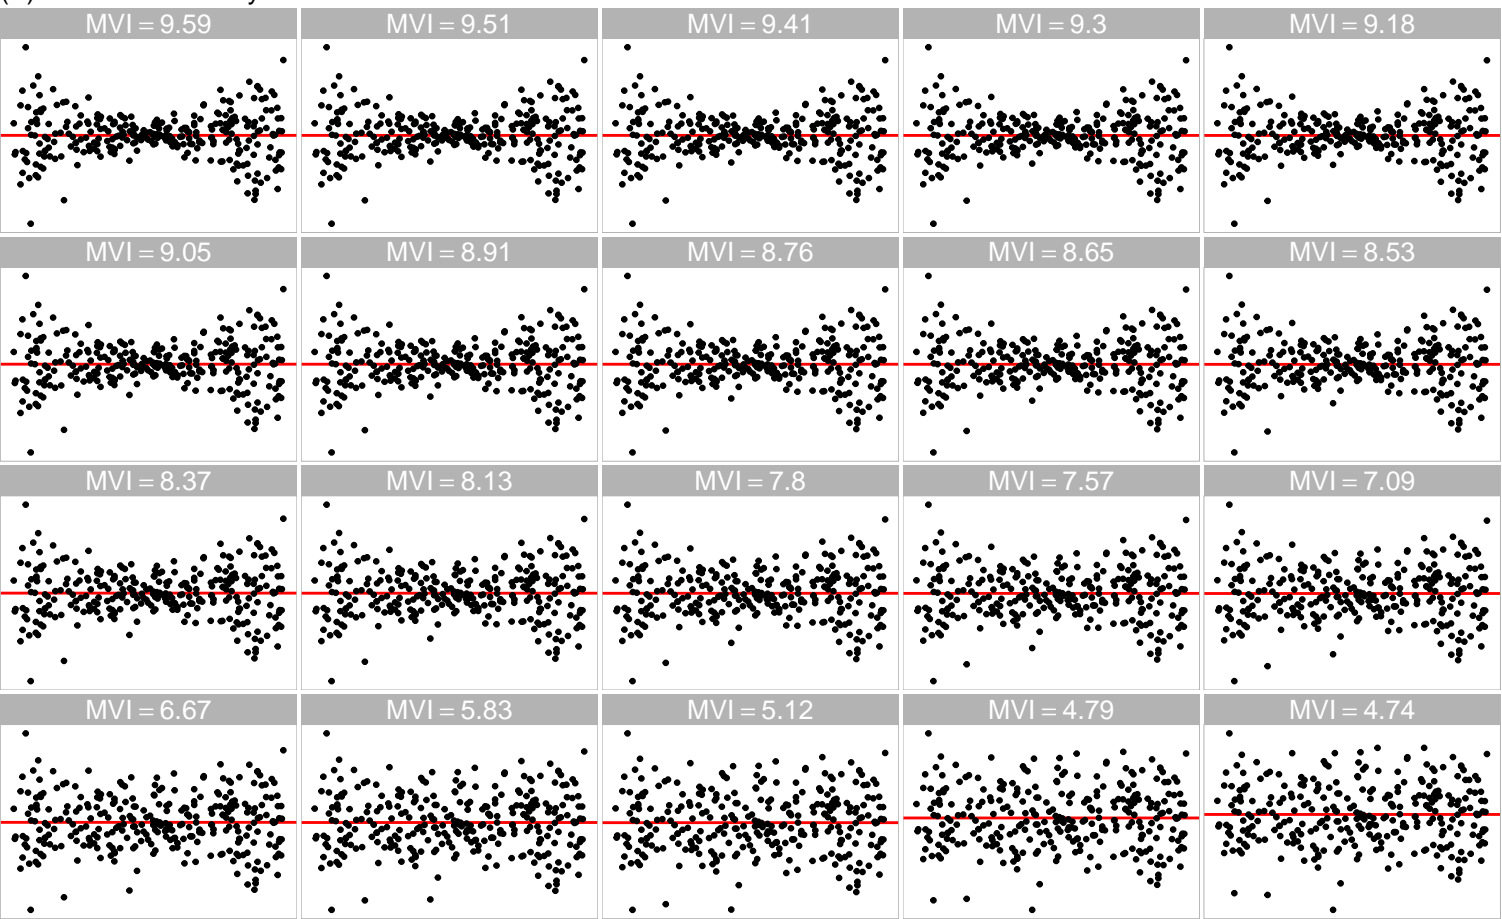 MVI = 9.59
MVI = 9.51
MVI = 9.41
MVI = 9.3
MVI = 9.18
MVI = 9.05
MVI = 8.91
MVI = 8.76
MVI = 8.65
MVI = 8.53
MVI = 8.37
MVI = 8.13
MVI = 7.8
MVI = 7.57
MVI = 7.09
MVI = 6.67
MVI = 5.83
MVI = 5.12
MVI = 4.79
MVI = 4.74